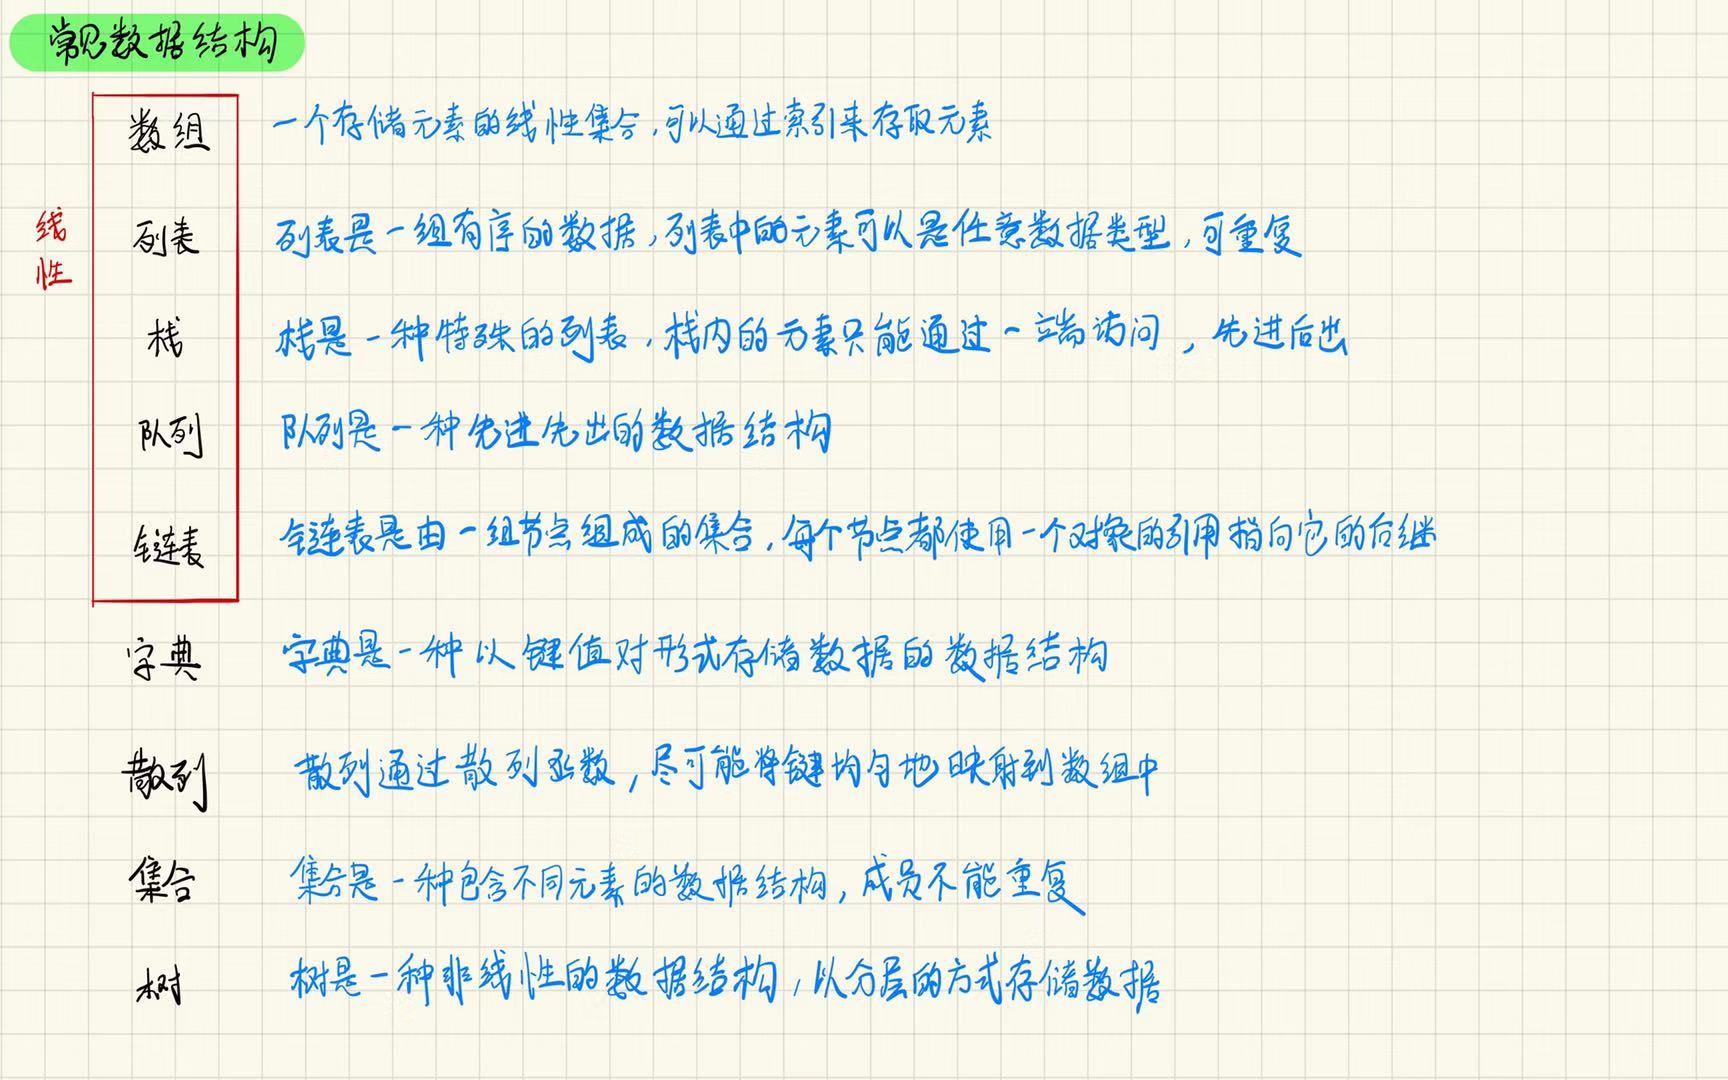 常见数据结构
线性
数组 一个存储元素的线性集合,可以通过索引来存取元素
列表 列表是一组有序的数据,列表中的元素可以是任意数据类型,可重复
栈 栈是一种特殊的列表,栈内的元素只能通过一端访问,先进后出
队列 队列是一种先进先出的数据结构
链表 链表是由一组节点组成的集合,每个节点都使用一个对象的引用指向它的后继
字典 字典是一种以键值对形式存储数据的数据结构
散列 散列通过散列函数,尽可能将键均匀地映射到数组中
集合 集合是一种包含不同元素的数据结构,成员不能重复
树 树是一种非线性的数据结构,以分层的方式存储数据